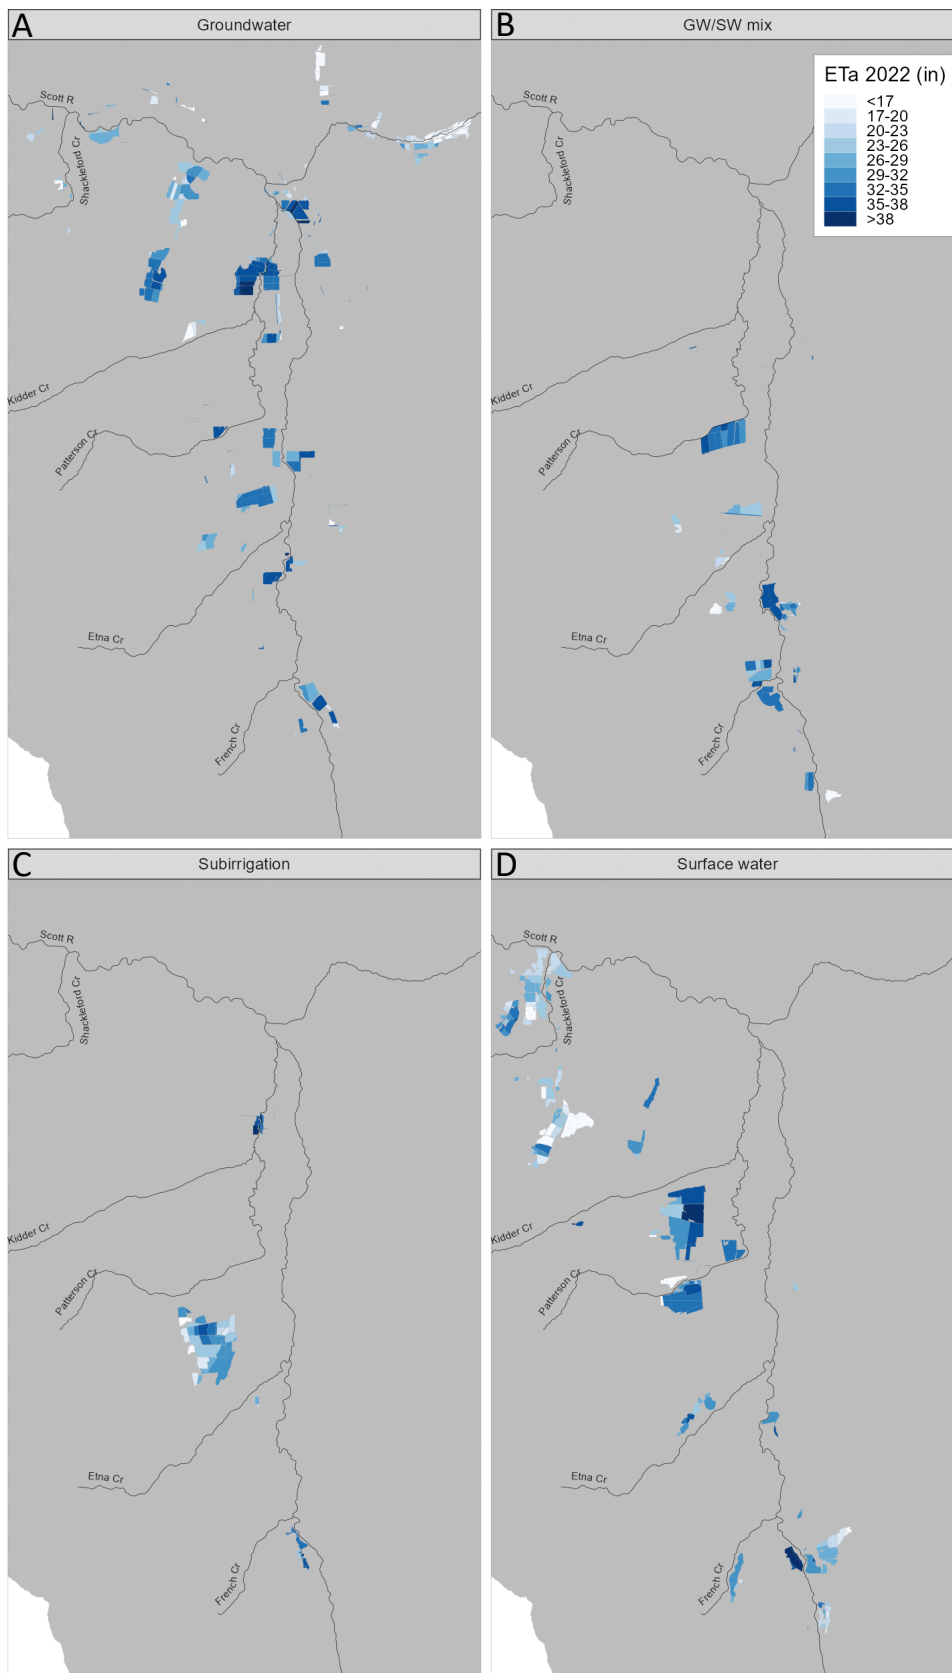 A
Groundwater
Scott R
Shackleford Cr
Kidder Cr
Patterson Cr
Etna Cr
French Cr
B
GW/SW mix
ETa 2022 (in)
<17
17-20
20-23
23-26
26-29
29-32
32-35
35-38
>38
Scott R
Kidder Cr
Patterson Cr
Etna Cr
French Cr
Shackleford Cr
C
Subirrigation
Scott R
Shackleford Cr
Kidder Cr
Patterson Cr
Etna Cr
French Cr
D
Surface water
Scott R
Shackleford Cr
Kidder Cr
Patterson Cr
Etna Cr
French Cr